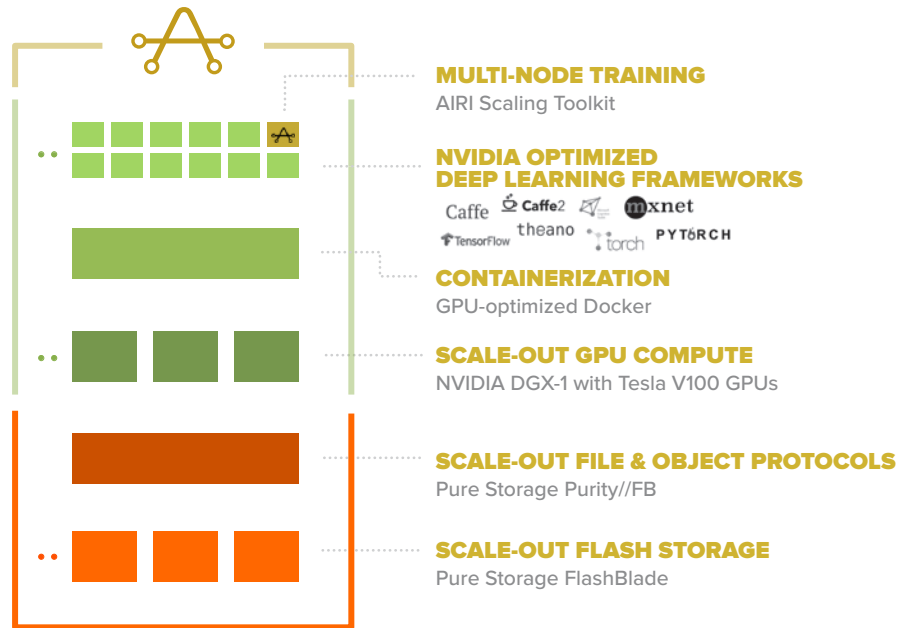 MULTI-NODE TRAINING
AIRI Scaling Toolkit
NVIDIA OPTIMIZED
DEEP LEARNING FRAMEWORKS
Caffe Caffe2 mxnet
TensorFlow theano torch PYTORCH
CONTAINERIZATION
GPU-optimized Docker
SCALE-OUT GPU COMPUTE
NVIDIA DGX-1 with Tesla V100 GPUs
SCALE-OUT FILE & OBJECT PROTOCOLS
Pure Storage Purity//FB
SCALE-OUT FLASH STORAGE
Pure Storage FlashBlade